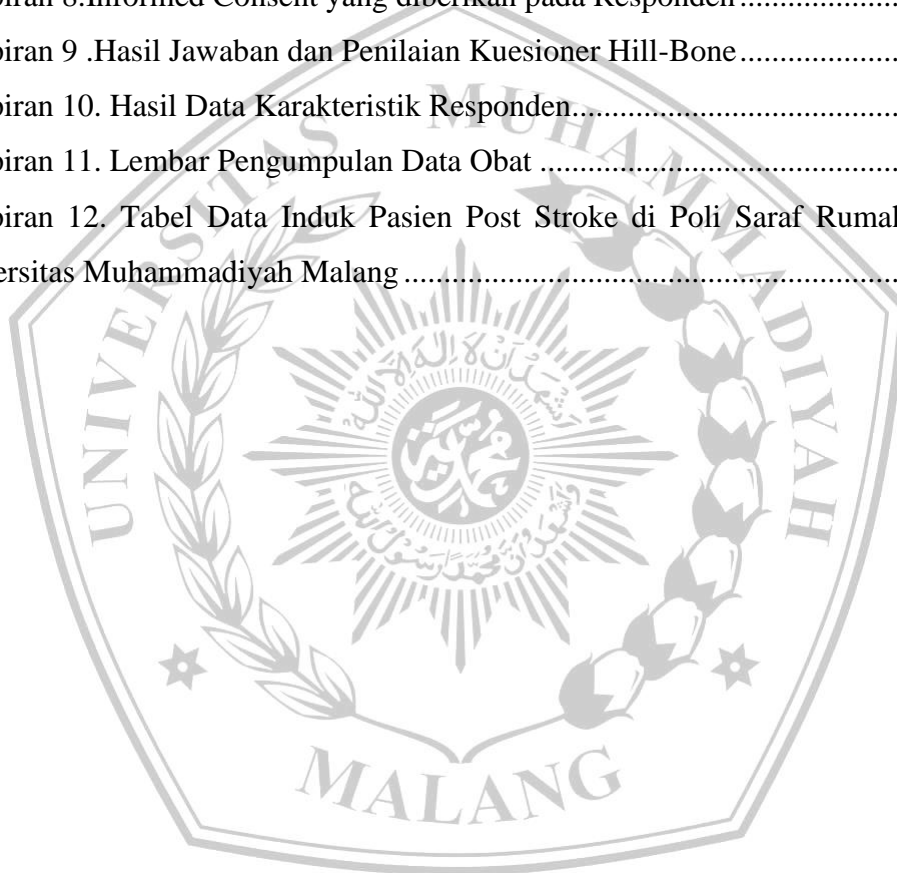 piran 8.Informed Consent yang diberikan pada Responden....................
piran 9 .Hasil Jawaban dan Penilaian Kuesioner Hill-Bone....................
piran 10. Hasil Data Karakteristik Responden........................................
piran 11. Lembar Pengumpulan Data Obat ............................................
piran 12. Tabel Data Induk Pasien Post Stroke di Poli Saraf Rumah
ersitas Muhammadiyah Malang ..............................................................
UNIVERSITAS MUHAMMADIYAH
MALANG